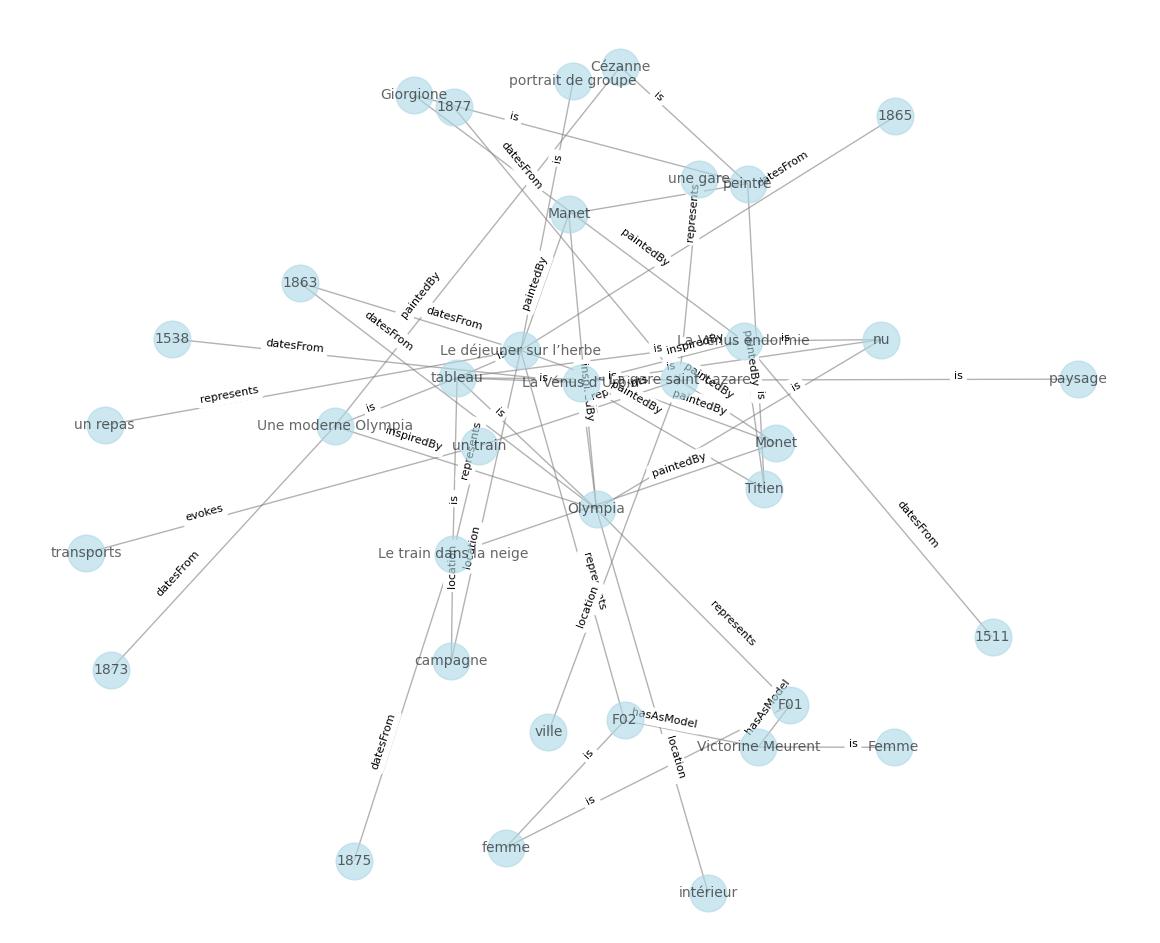 Cézanne
portrait de groupe
Giorgione
1877
is
is
1865
is
datesFrom
datesFrom
une gare
peintre
Manet
represents
paintedBy
1863
paintedBy
paintedBy
datesFrom
datesFrom
1538
datesFrom
Le déjeuner sur l’herbe
La Vénus endormie
is
nu
is
inspiredBy
is
paintedBy
tableau
is
La Vénus d'Urbin
La gare saint-Lazare
paintedBy
is
paysage
un repas
represents
is
is
paintedBy
paintedBy
is
is
Une moderne Olympia
inspiredBy
un train
represents
Monet
paintedBy
Titien
is
Olympia
evokes
datesFrom
transports
Le train dans la neige
location
location
datesFrom
represents
location
represents
1511
campagne
1873
F01
hasAsModel
F02
hasAsModel
ville
Victorine Meurent
is
Femme
datesFrom
is
location
is
femme
1875
intérieur